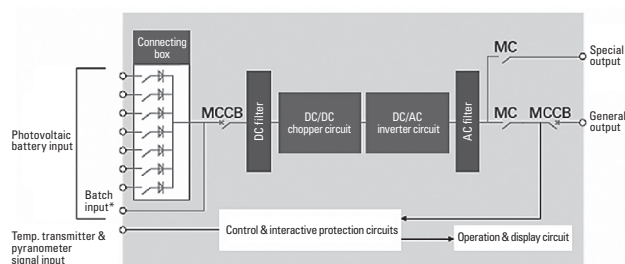 Connecting
box
MC
Special
output
MCCB
DC filter
DC/DC
chopper circuit
DC/AC
inverter circuit
AC filter
MC
MCCB
General
output
Photovoltaic
battery input
Batch
input*
Temp. transmitter &
pyranometer
signal input
Control & interactive protection circuits
Operation & display circuit